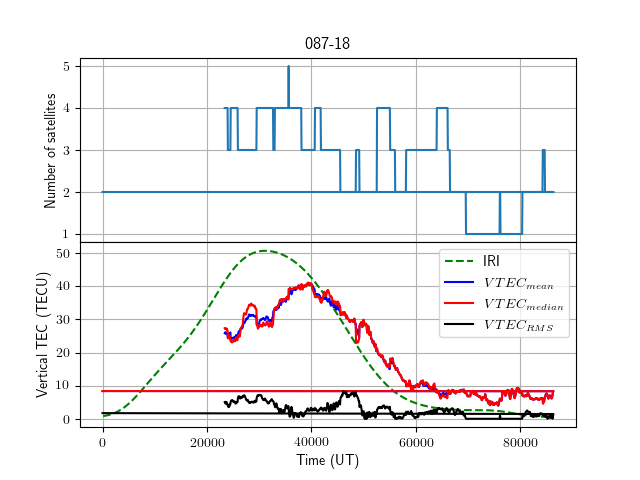 087-18
Number of satellites
5
4
3
2
1
Vertical TEC (TECU)
50
40
30
20
10
0
IRI
VTEC_mean
VTEC_median
VTEC_RMS
0 20000 40000 60000 80000
Time (UT)